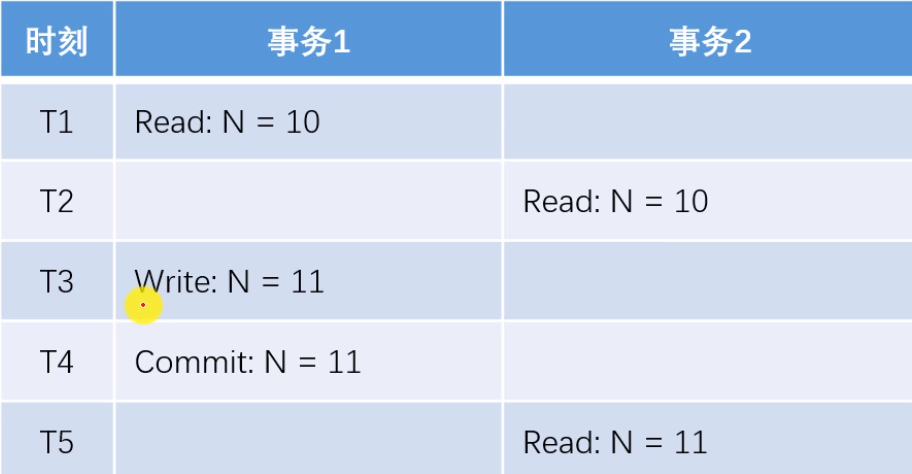 时刻 事务1 事务2
T1 Read: N = 10
T2 Read: N = 10
T3 Write: N = 11
T4 Commit: N = 11
T5 Read: N = 11